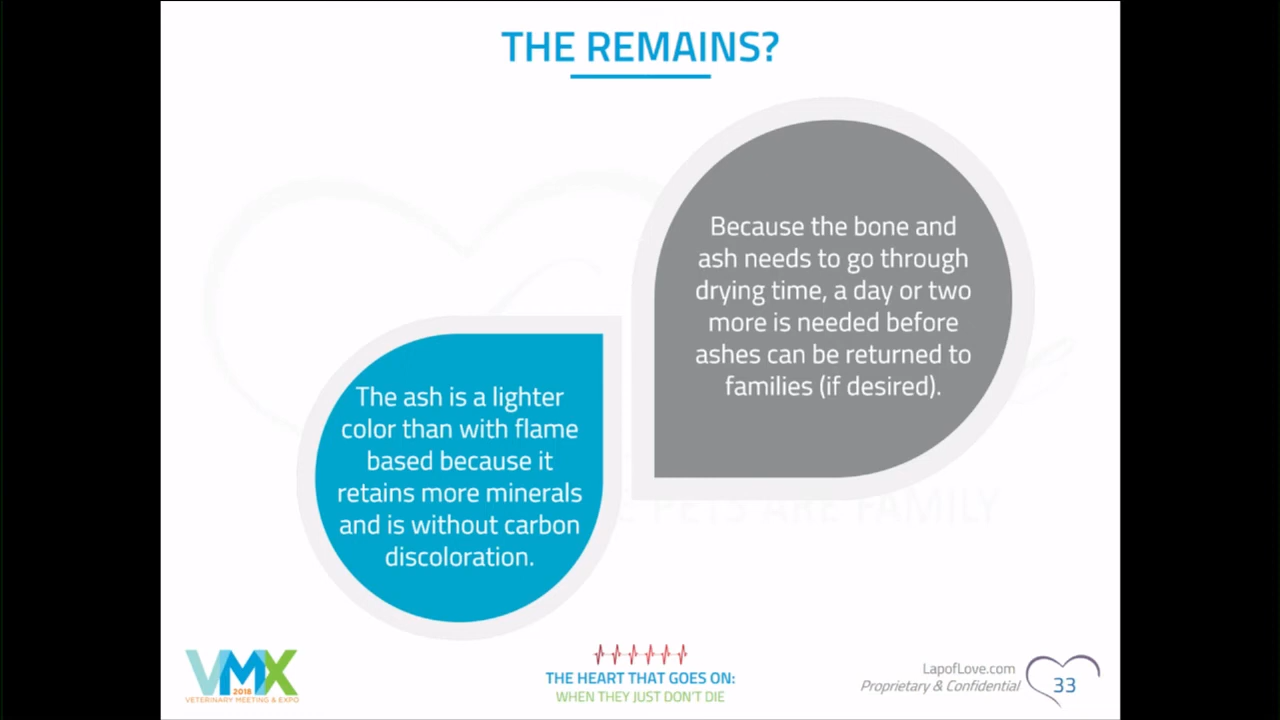 THE REMAINS?
Because the bone and
ash needs to go through
drying time, a day or two
more is needed before
ashes can be returned to
families (if desired).
The ash is a lighter
color than with flame
based because it
retains more minerals
and is without carbon
discoloration.
PETS ARE FAMILY
VMX
2018
VETERINARY MEETING & EXPO
THE HEART THAT GOES ON:
WHEN THEY JUST DON'T DIE
LapofLove.com
Proprietary & Confidential
33